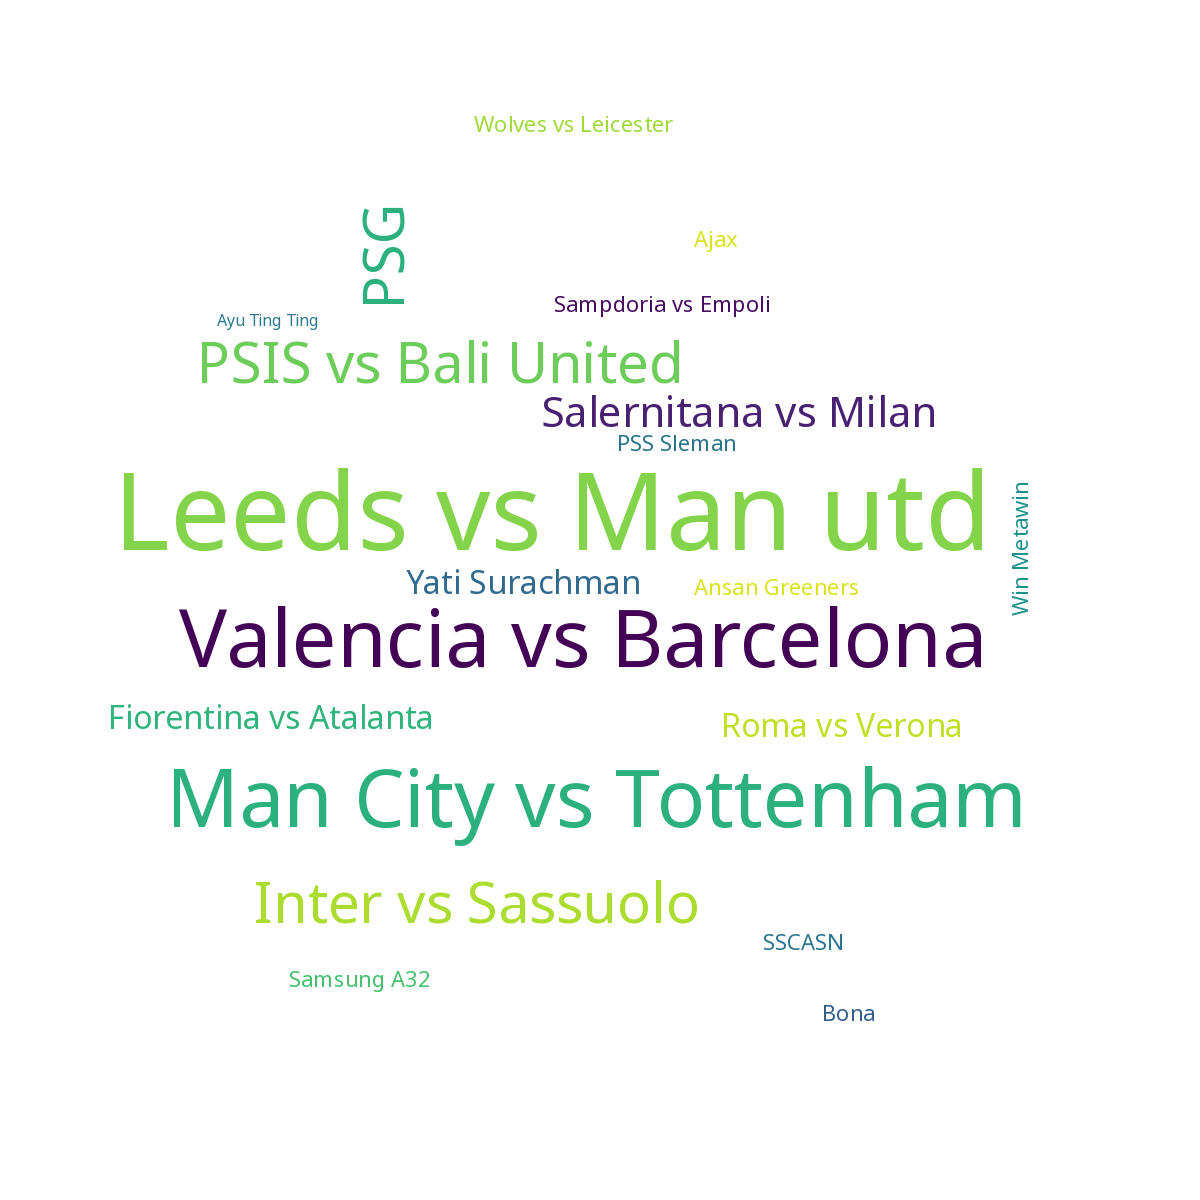 Wolves vs Leicester
PSG
Ajax
Sampdoria vs Empoli
Ayu Ting Ting
PSIS vs Bali United
Salernitana vs Milan
PSS Sleman
Leeds vs Man utd
Win Metawin
Yati Surachman
Ansan Greeners
Valencia vs Barcelona
Fiorentina vs Atalanta
Roma vs Verona
Man City vs Tottenham
Inter vs Sassuolo
SSCASN
Samsung A32
Bona